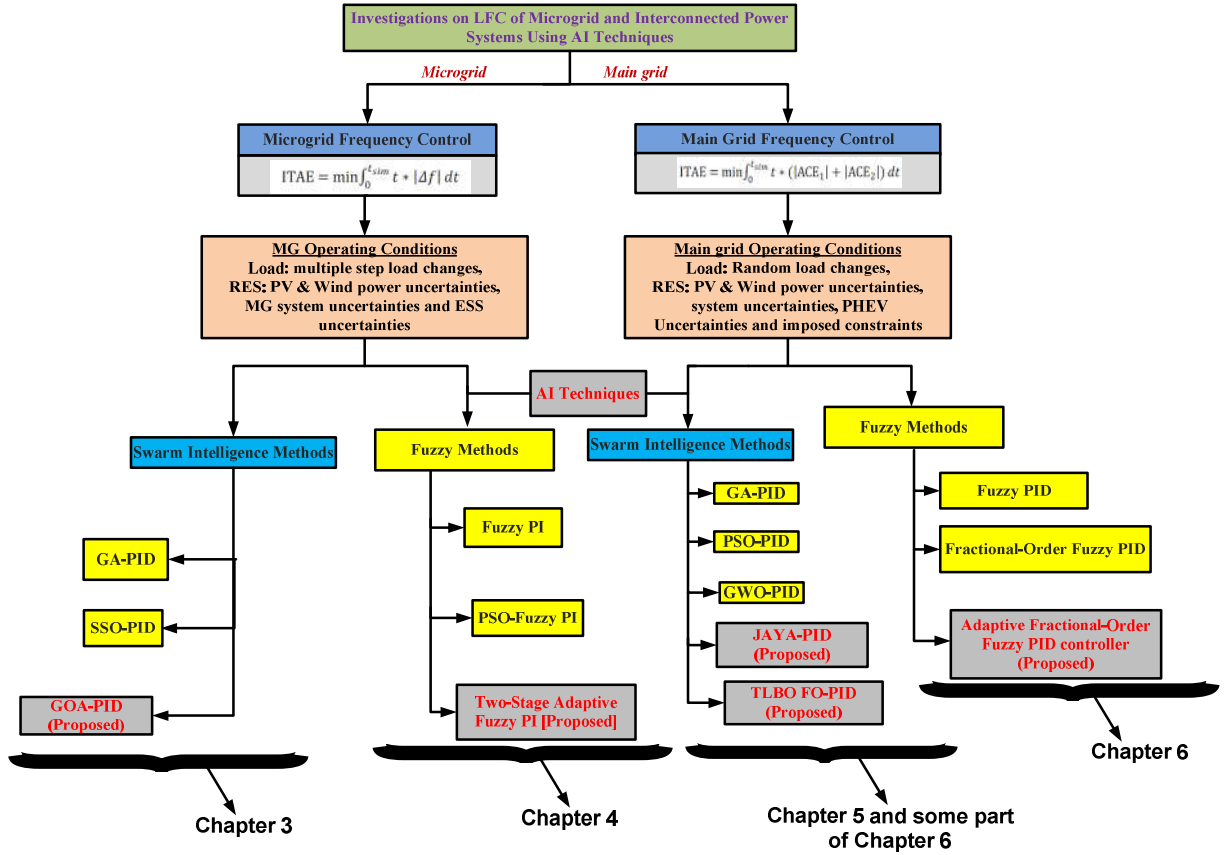 Investigations on LFC of Microgrid and Interconnected Power
Systems Using AI Techniques
Microgrid
Main grid
Microgrid Frequency Control
ITAE = min∫₀^{t_sim} t * |Δf| dt
Main Grid Frequency Control
ITAE = min∫₀^{t_sim} t * (|ACE₁| + |ACE₂|) dt
MG Operating Conditions
Load: multiple step load changes,
RES: PV & Wind power uncertainties,
MG system uncertainties and ESS
uncertainties
Main grid Operating Conditions
Load: Random load changes,
RES: PV & Wind power uncertainties,
system uncertainties, PHEV
Uncertainties and imposed constraints
AI Techniques
Swarm Intelligence Methods
GA-PID
SSO-PID
GOA-PID
(Proposed)
Chapter 3
Fuzzy Methods
Fuzzy PI
PSO-Fuzzy PI
Two-Stage Adaptive
Fuzzy PI [Proposed]
Chapter 4
Swarm Intelligence Methods
GA-PID
PSO-PID
GWO-PID
JAYA-PID
(Proposed)
TLBO FO-PID
(Proposed)
Chapter 5 and some part
of Chapter 6
Fuzzy Methods
Fuzzy PID
Fractional-Order Fuzzy PID
Adaptive Fractional-Order
Fuzzy PID controller
(Proposed)
Chapter 6